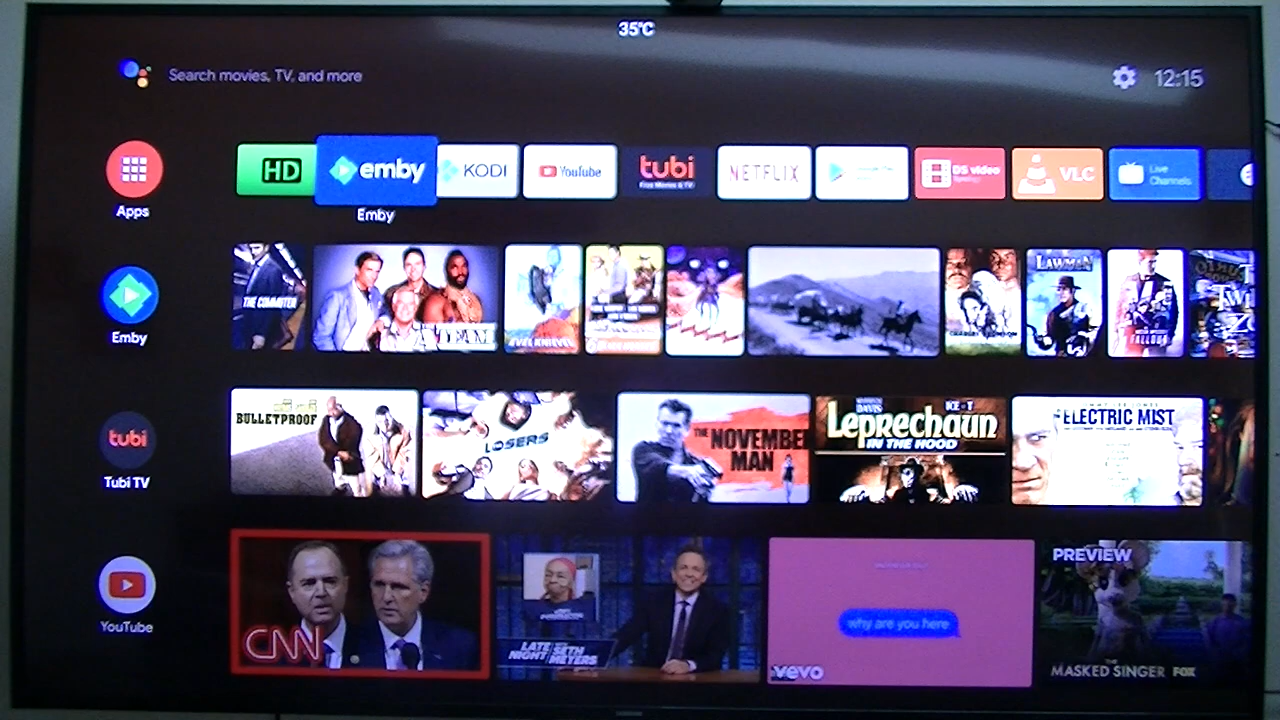 35°C
Search movies, TV, and more
12:15
HD
emby
KODI
YouTube
tubi
Free Movies & TV
NETFLIX
DS video
VLC
Live
Channels
Apps
Emby
THE COMMUTER
EVEL KNIEVEL
LAWMAN
FALLOUT
Emby
BULLETPROOF
LOSERS
THE NOVEMBER
MAN
DAVIS
Leprechaun
IN THE HOOD
ELECTRIC MIST
tubi
Tubi TV
CNN
LATE
NIGHT
SETH
MEYERS
why are you here
vevo
PREVIEW
THE
MASKED SINGER FOX
YouTube